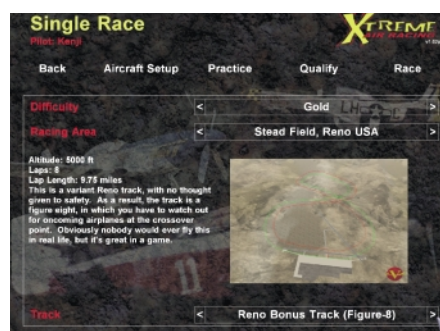 Single Race
Pilot: Kenji
XTREME
AIR RACING
Back Aircraft Setup Practice Qualify Race
Difficulty < Gold >
Racing Area < Stead Field, Reno USA >
Altitude: 5000 ft
Laps: 8
Lap Length: 9.75 miles
This is a variant Reno track, with no thought
given to safety. As a result, the track is a
figure eight, in which you have to watch out
for oncoming airplanes at the crossover
point. Obviously nobody would ever fly this
in real life, but it's great in a game.
Track < Reno Bonus Track (Figure-8) >